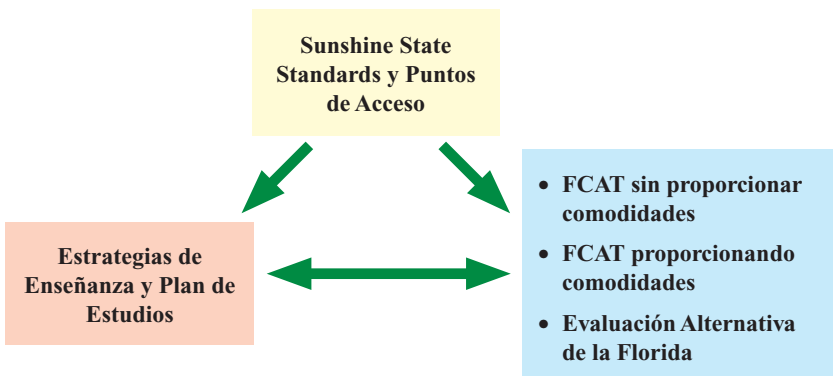 Sunshine State
Standards y Puntos
de Acceso
Estrategias de
Enseñanza y Plan de
Estudios
• FCAT sin proporcionar
comodidades
• FCAT proporcionando
comodidades
• Evaluación Alternativa
de la Florida